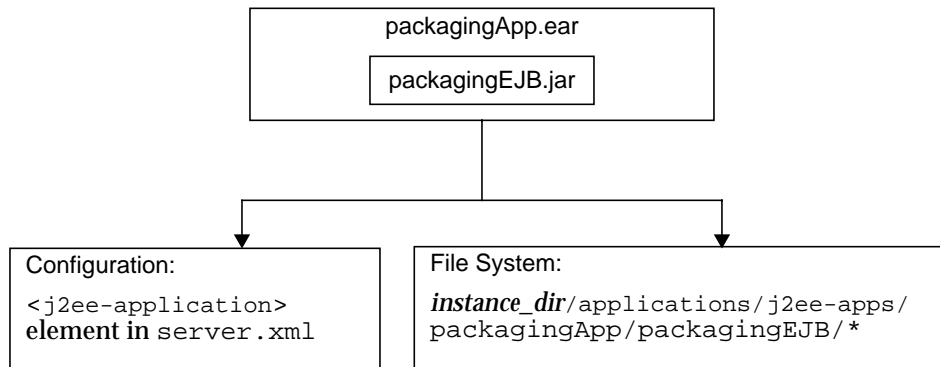 packagingApp.ear
packagingEJB.jar
Configuration:
<j2ee-application>
element in server.xml
File System:
instance_dir/applications/j2ee-apps/
packagingApp/packagingEJB/*